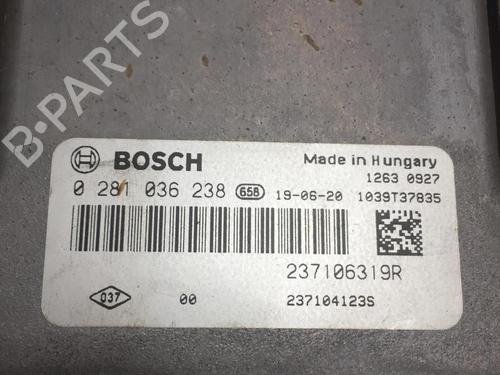 B-PARTS
BOSCH
Made in Hungary
1263 0927
0 281 036 238 658 19-06-20 1039T37835
237106319R
037 00 237104123S